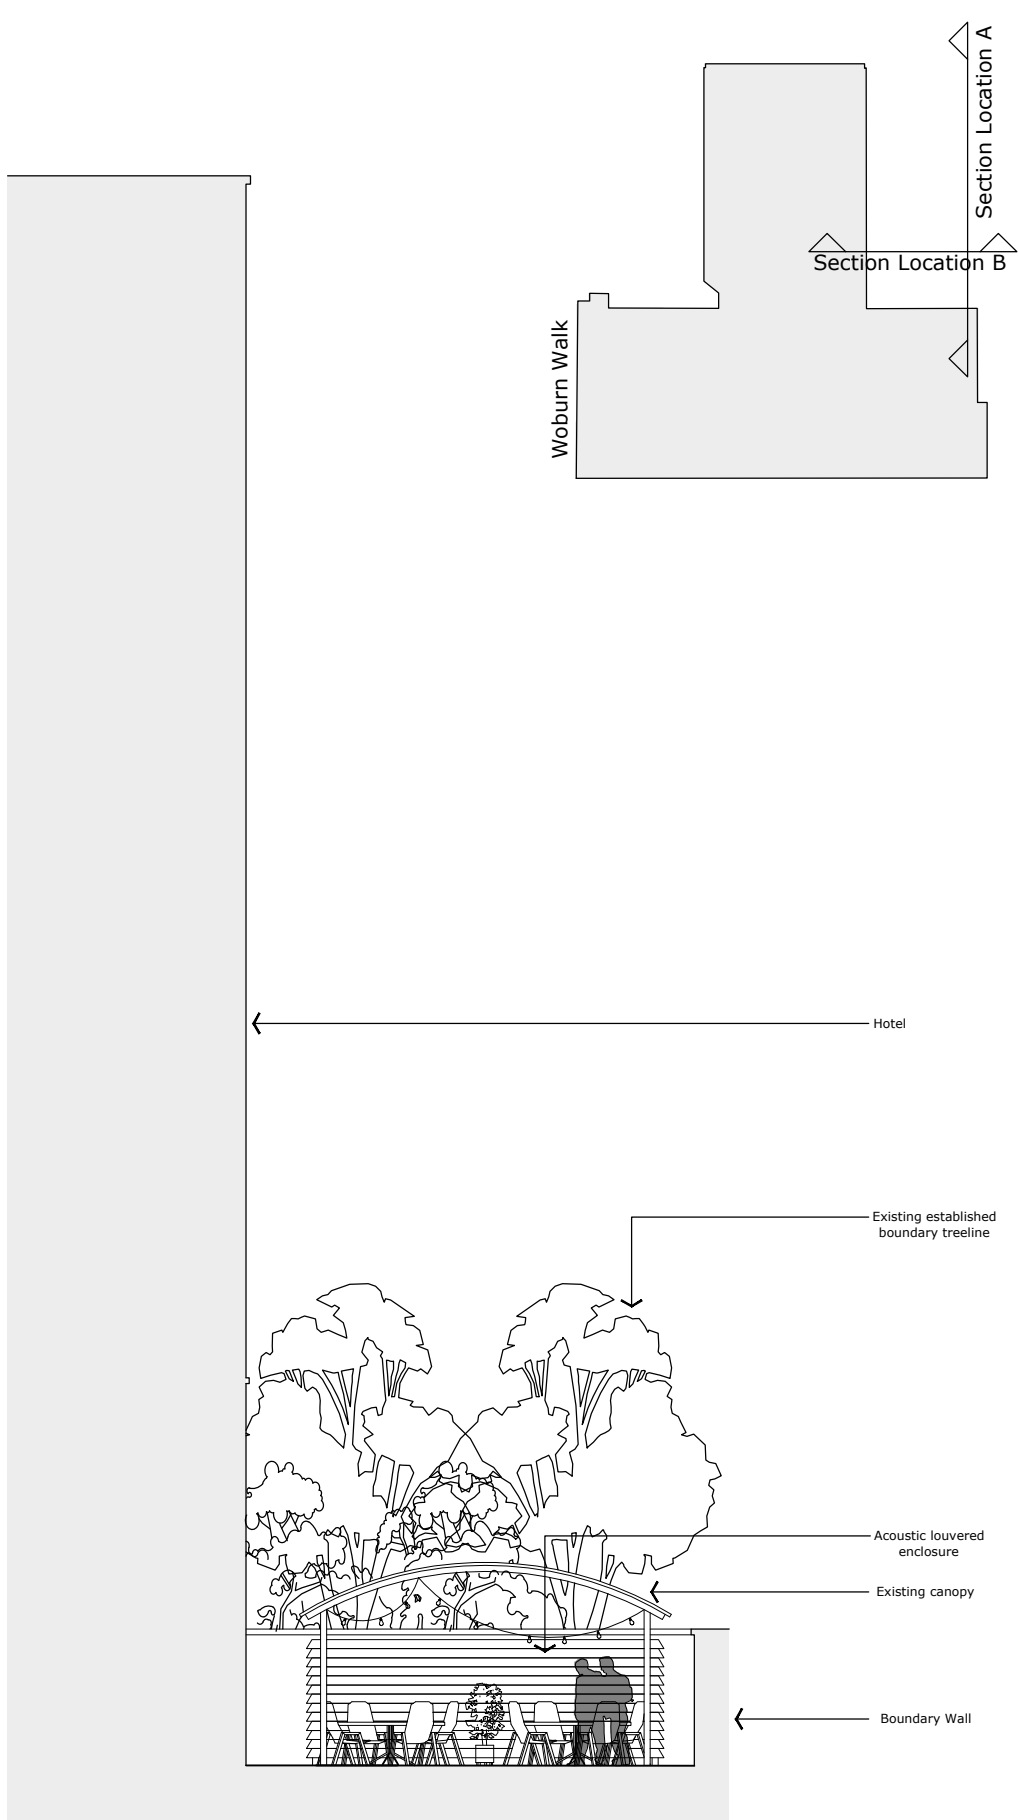 Section Location A
Section Location B
Woburn Walk
Hotel
Existing established
boundary treeline
Acoustic louvered
enclosure
Existing canopy
Boundary Wall